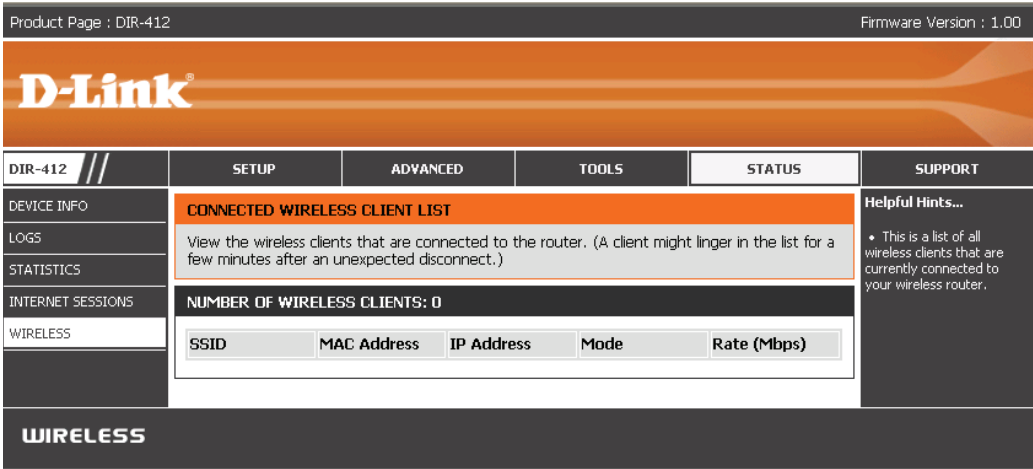 Product Page : DIR-412
Firmware Version : 1.00
D-Link®
DIR-412
SETUP
ADVANCED
TOOLS
STATUS
SUPPORT
DEVICE INFO
LOGS
STATISTICS
INTERNET SESSIONS
WIRELESS
CONNECTED WIRELESS CLIENT LIST
View the wireless clients that are connected to the router. (A client might linger in the list for a
few minutes after an unexpected disconnect.)
NUMBER OF WIRELESS CLIENTS: 0
SSID
MAC Address
IP Address
Mode
Rate (Mbps)
Helpful Hints...
• This is a list of all
wireless clients that are
currently connected to
your wireless router.
WIRELESS